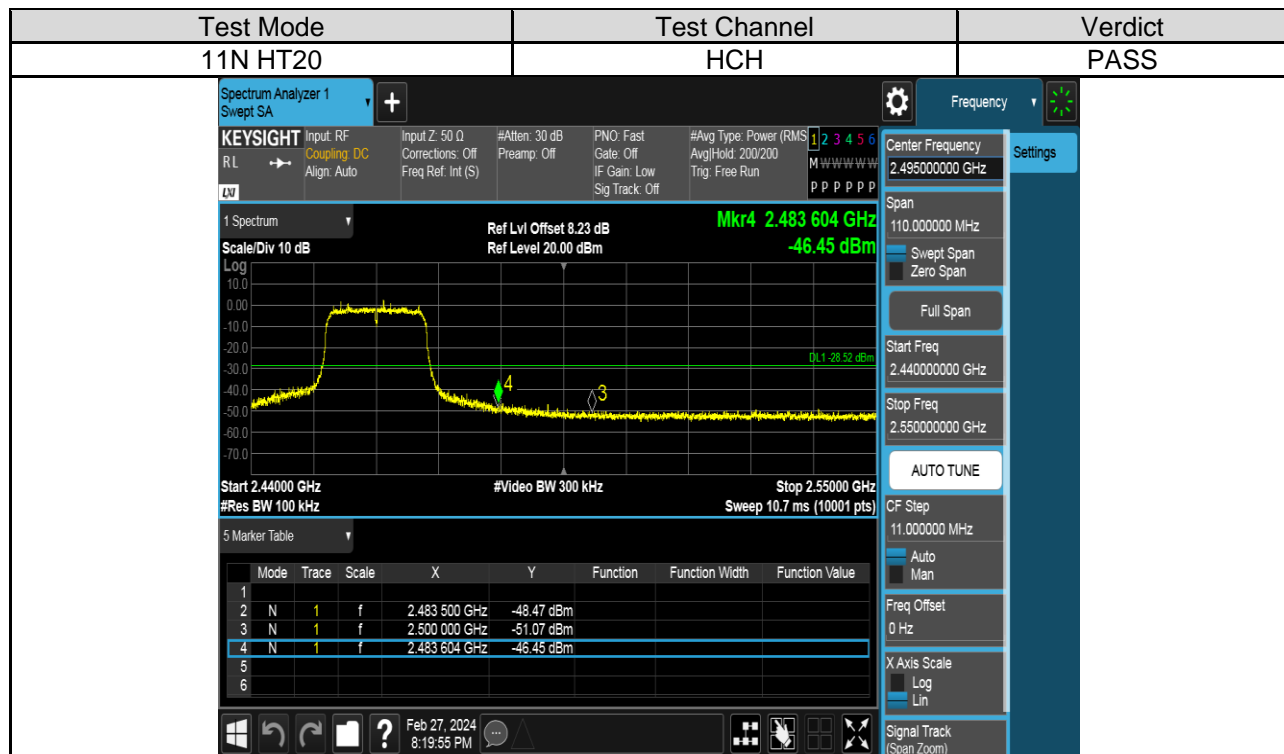 Test Mode Test Channel Verdict
11N HT20 HCH PASS
Spectrum Analyzer 1
Swept SA
+
Frequency
KEYSIGHT Input: RF Input Z: 50 Ω #Atten: 30 dB PNO: Fast #Avg Type: Power (RMS 1 2 3 4 5 6
RL Coupling: DC Corrections: Off Preamp: Off Gate: Off Avg|Hold: 200/200 M W W W W W
Align: Auto Freq Ref: Int (S) IF Gain: Low Trig: Free Run
LXI Sig Track: Off P P P P P P
Center Frequency
2.495000000 GHz
Settings
Span
110.000000 MHz
Swept Span
Zero Span
Full Span
Start Freq
2.440000000 GHz
Stop Freq
2.550000000 GHz
AUTO TUNE
CF Step
11.000000 MHz
Auto
Man
Freq Offset
0 Hz
X Axis Scale
Log
Lin
Signal Track
(Span Zoom)
1 Spectrum Ref Lvl Offset 8.23 dB Mkr4 2.483 604 GHz
Scale/Div 10 dB Ref Level 20.00 dBm -46.45 dBm
Log
10.0
0.00
-10.0
-20.0
DL1 -28.52 dBm
-30.0
-40.0
4
3
-50.0
-60.0
-70.0
Start 2.44000 GHz #Video BW 300 kHz Stop 2.55000 GHz
#Res BW 100 kHz Sweep 10.7 ms (10001 pts)
5 Marker Table
Mode Trace Scale X Y Function Function Width Function Value
1
2 N 1 f 2.483 500 GHz -48.47 dBm
3 N 1 f 2.500 000 GHz -51.07 dBm
4 N 1 f 2.483 604 GHz -46.45 dBm
5
6
? Feb 27, 2024
8:19:55 PM